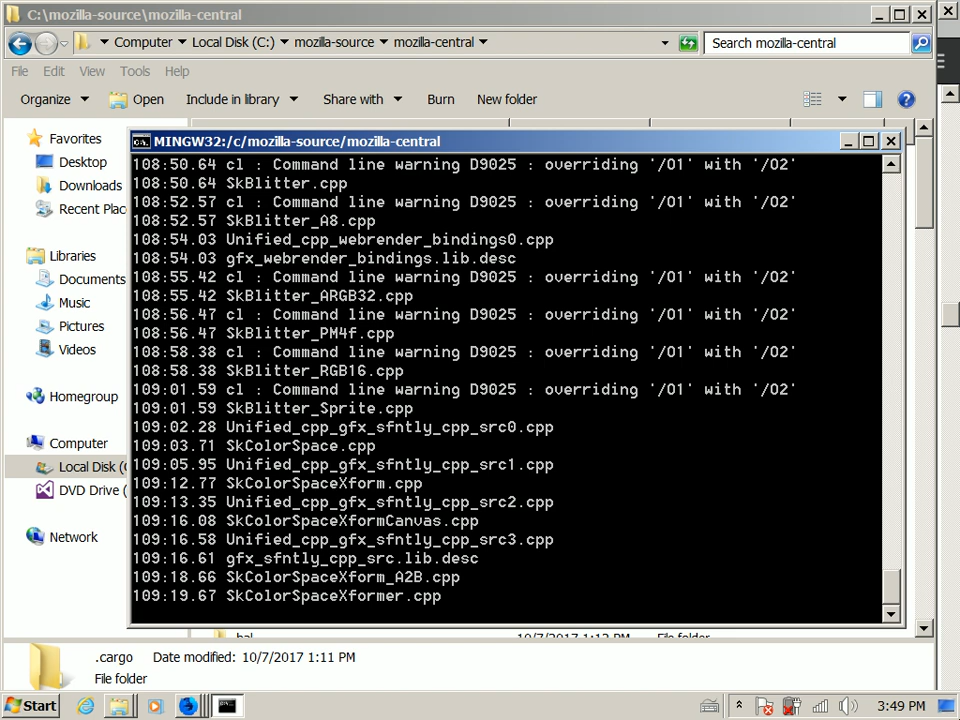 C:\mozilla-source\mozilla-central
Computer Local Disk (C:) mozilla-source mozilla-central
Search mozilla-central
File Edit View Tools Help
Organize Open Include in library Share with Burn New folder
Favorites
Desktop
Downloads
Recent Plac
Libraries
Documents
Music
Pictures
Videos
Homegroup
Computer
Local Disk (
DVD Drive (
Network
MINGW32:/c/mozilla-source/mozilla-central
108:50.64 cl : Command line warning D9025 : overriding '/O1' with '/O2'
108:50.64 SkBlitter.cpp
108:52.57 cl : Command line warning D9025 : overriding '/O1' with '/O2'
108:52.57 SkBlitter_A8.cpp
108:54.03 Unified_cpp_webrender_bindings0.cpp
108:54.03 gfx_webrender_bindings.lib.desc
108:55.42 cl : Command line warning D9025 : overriding '/O1' with '/O2'
108:55.42 SkBlitter_ARGB32.cpp
108:56.47 cl : Command line warning D9025 : overriding '/O1' with '/O2'
108:56.47 SkBlitter_PM4f.cpp
108:58.38 cl : Command line warning D9025 : overriding '/O1' with '/O2'
108:58.38 SkBlitter_RGB16.cpp
109:01.59 cl : Command line warning D9025 : overriding '/O1' with '/O2'
109:01.59 SkBlitter_Sprite.cpp
109:02.28 Unified_cpp_gfx_sfntly_cpp_src0.cpp
109:03.71 SkColorSpace.cpp
109:05.95 Unified_cpp_gfx_sfntly_cpp_src1.cpp
109:12.77 SkColorSpaceXform.cpp
109:13.35 Unified_cpp_gfx_sfntly_cpp_src2.cpp
109:16.08 SkColorSpaceXformCanvas.cpp
109:16.58 Unified_cpp_gfx_sfntly_cpp_src3.cpp
109:16.61 gfx_sfntly_cpp_src.lib.desc
109:18.66 SkColorSpaceXform_A2B.cpp
109:19.67 SkColorSpaceXformer.cpp
hal 10/7/2017 1:12 PM File folder
.cargo Date modified: 10/7/2017 1:11 PM
File folder
Start
3:49 PM